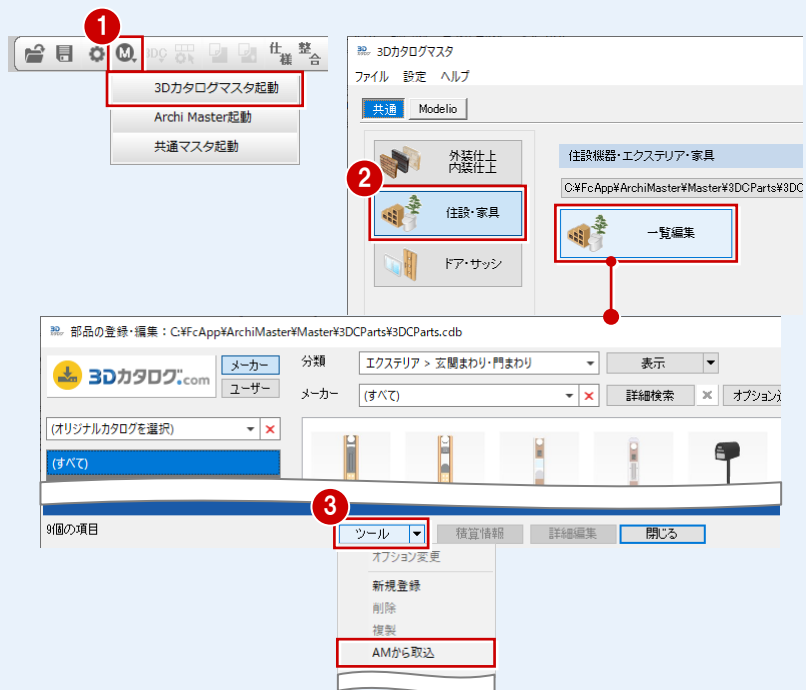 1
仕様
整合
3Dカタログマスタ起動
Archi Master起動
共通マスタ起動
3Dカタログマスタ
ファイル 設定 ヘルプ
共通 Modelio
外装仕上
内装仕上
2
住設・家具
ドア・サッシ
住設機器・エクステリア・家具
C:¥FcApp¥ArchiMaster¥Master¥3DCParts¥3DC
一覧編集
部品の登録・編集：C:¥FcApp¥ArchiMaster¥Master¥3DCParts¥3DCParts.cdb
3Dカタログ.com
メーカー
ユーザー
分類 エクステリア > 玄関まわり・門まわり 表示
メーカー (すべて) 詳細検索 オプション
(オリジナルカタログを選択)
(すべて)
3
9個の項目
ツール 積算情報 詳細編集 閉じる
オプション変更
新規登録
削除
複製
AMから取込